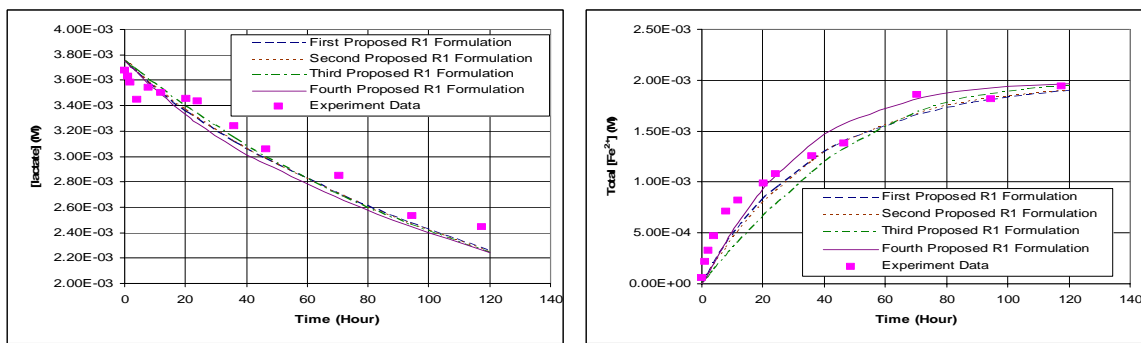 [lactate] (M)
4.00E-03
3.80E-03
3.60E-03
3.40E-03
3.20E-03
3.00E-03
2.80E-03
2.60E-03
2.40E-03
2.20E-03
2.00E-03
First Proposed R1 Formulation
Second Proposed R1 Formulation
Third Proposed R1 Formulation
Fourth Proposed R1 Formulation
Experiment Data
0 20 40 60 80 100 120 140
Time (Hour)
Total [Fe²⁺] (M)
2.50E-03
2.00E-03
1.50E-03
1.00E-03
5.00E-04
0.00E+00
First Proposed R1 Formulation
Second Proposed R1 Formulation
Third Proposed R1 Formulation
Fourth Proposed R1 Formulation
Experiment Data
0 20 40 60 80 100 120 140
Time (Hour)